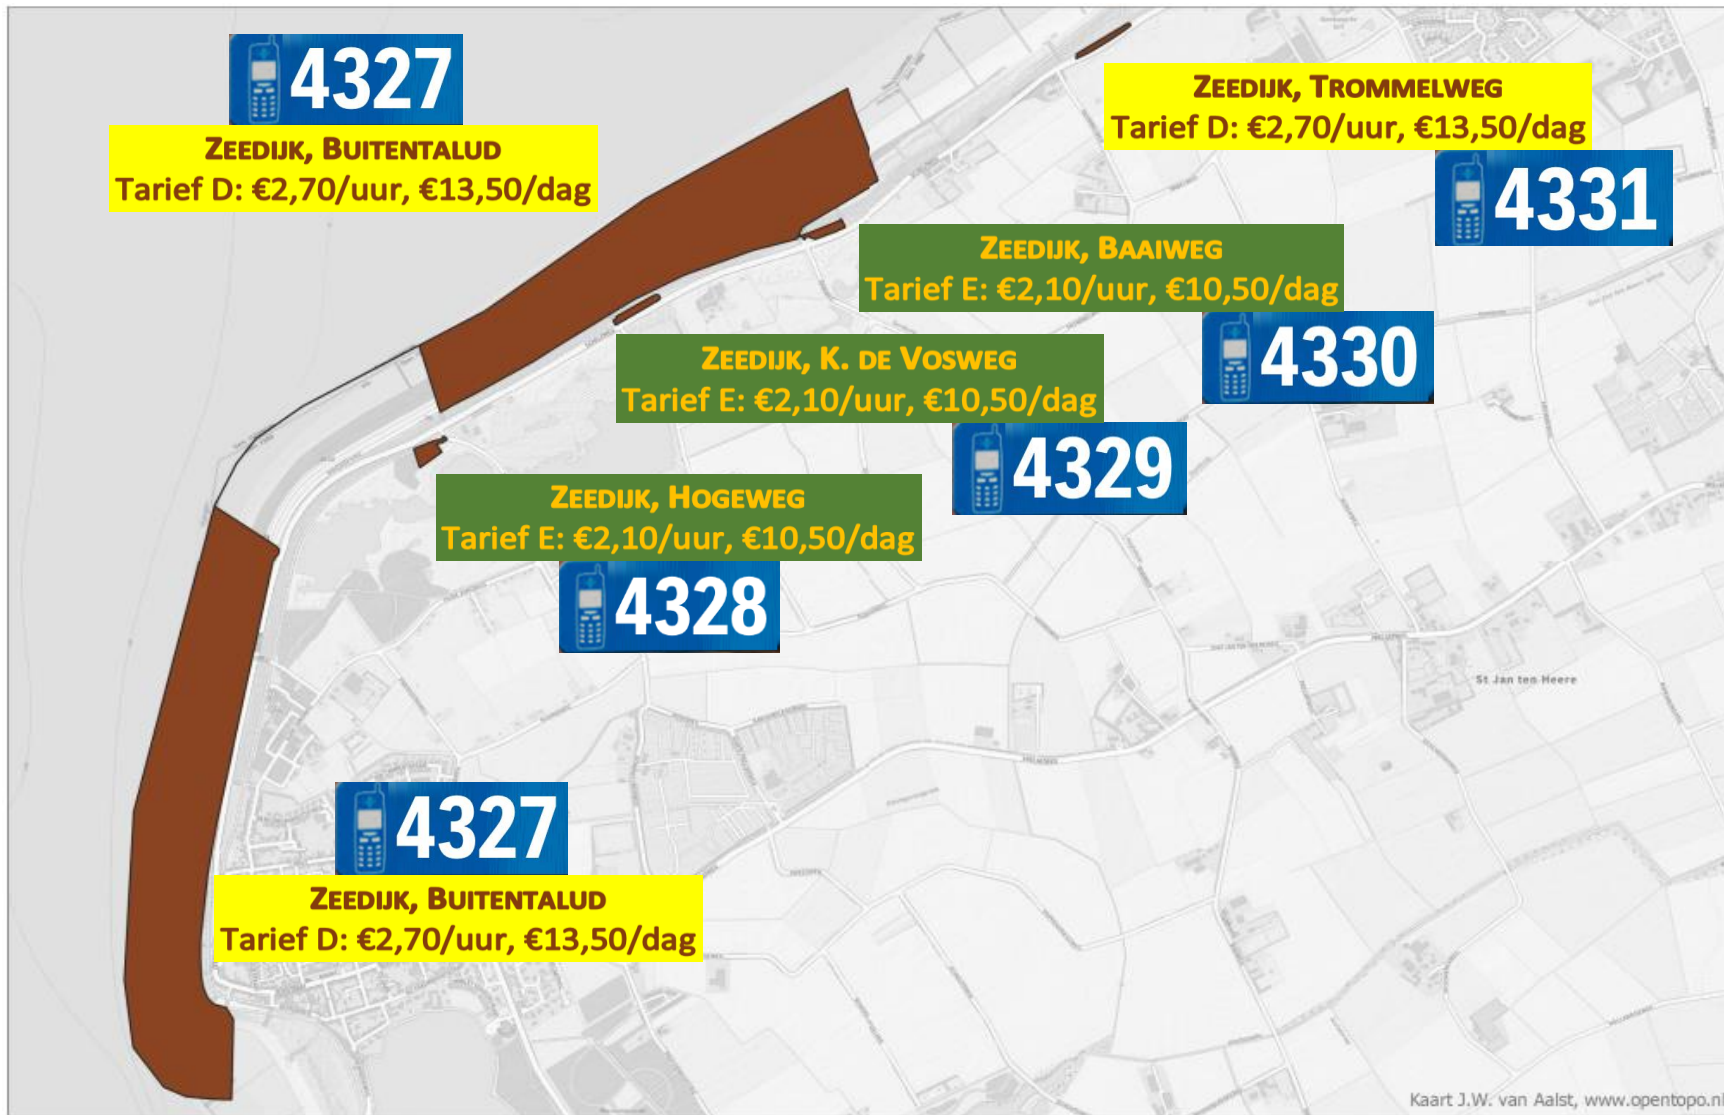 4327
ZEEDIJK, BUITENTALUD
Tarief D: €2,70/uur, €13,50/dag
ZEEDIJK, TROMMELWEG
Tarief D: €2,70/uur, €13,50/dag
4331
ZEEDIJK, BAAIWEG
Tarief E: €2,10/uur, €10,50/dag
4330
ZEEDIJK, K. DE VOSWEG
Tarief E: €2,10/uur, €10,50/dag
4329
ZEEDIJK, HOGEWEG
Tarief E: €2,10/uur, €10,50/dag
4328
St Jan ten Heere
4327
ZEEDIJK, BUITENTALUD
Tarief D: €2,70/uur, €13,50/dag
Kaart J.W. van Aalst, www.opentopo.nl